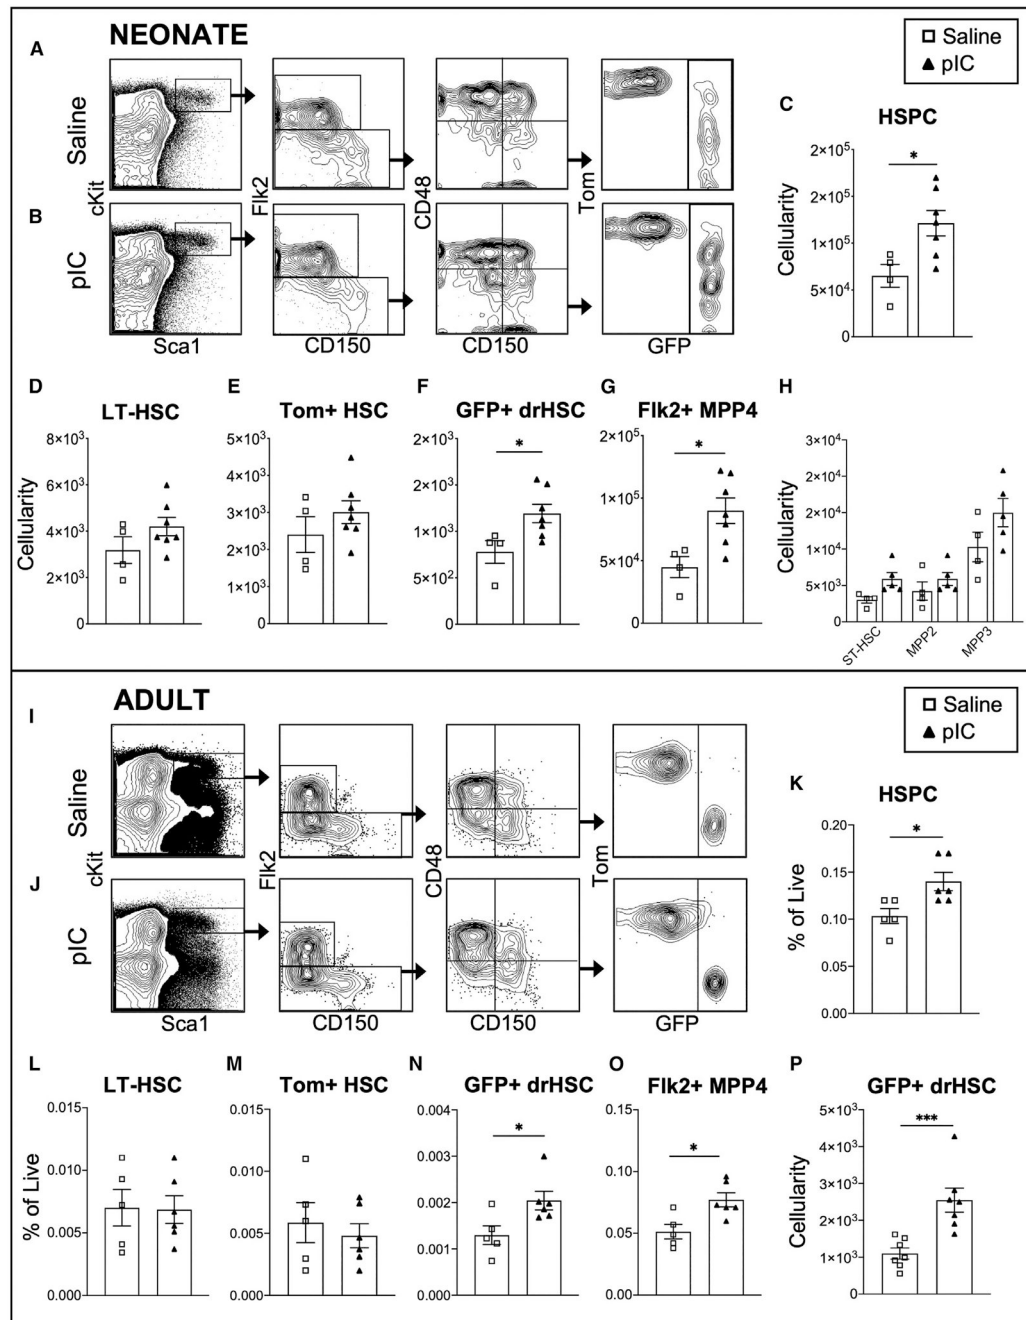 NEONATE
□ Saline
▲ pIC
A
Saline
cKit
Flk2
CD48
Tom
B
pIC
Sca1
CD150
CD150
GFP
C
HSPC
*
Cellularity
2×10⁵
2×10⁵
1×10⁵
5×10⁴
0
D
LT-HSC
Cellularity
8×10³
6×10³
4×10³
2×10³
0
E
Tom+ HSC
5×10³
4×10³
3×10³
2×10³
1×10³
0
F
GFP+ drHSC
*
2×10³
2×10³
1×10³
5×10²
0
G
Flk2+ MPP4
*
2×10⁵
1×10⁵
5×10⁴
0
H
Cellularity
3×10⁴
2×10⁴
2×10⁴
1×10⁴
5×10³
0
ST-HSC
MPP2
MPP3
ADULT
□ Saline
▲ pIC
I
Saline
cKit
Flk2
CD48
Tom
J
pIC
Sca1
CD150
CD150
GFP
K
HSPC
*
% of Live
0.20
0.15
0.10
0.05
0.00
L
LT-HSC
% of Live
0.015
0.010
0.005
0.000
M
Tom+ HSC
0.015
0.010
0.005
0.000
N
GFP+ drHSC
*
0.004
0.003
0.002
0.001
0.000
O
Flk2+ MPP4
*
0.15
0.10
0.05
0.00
P
GFP+ drHSC
***
Cellularity
5×10³
4×10³
3×10³
2×10³
1×10³
0